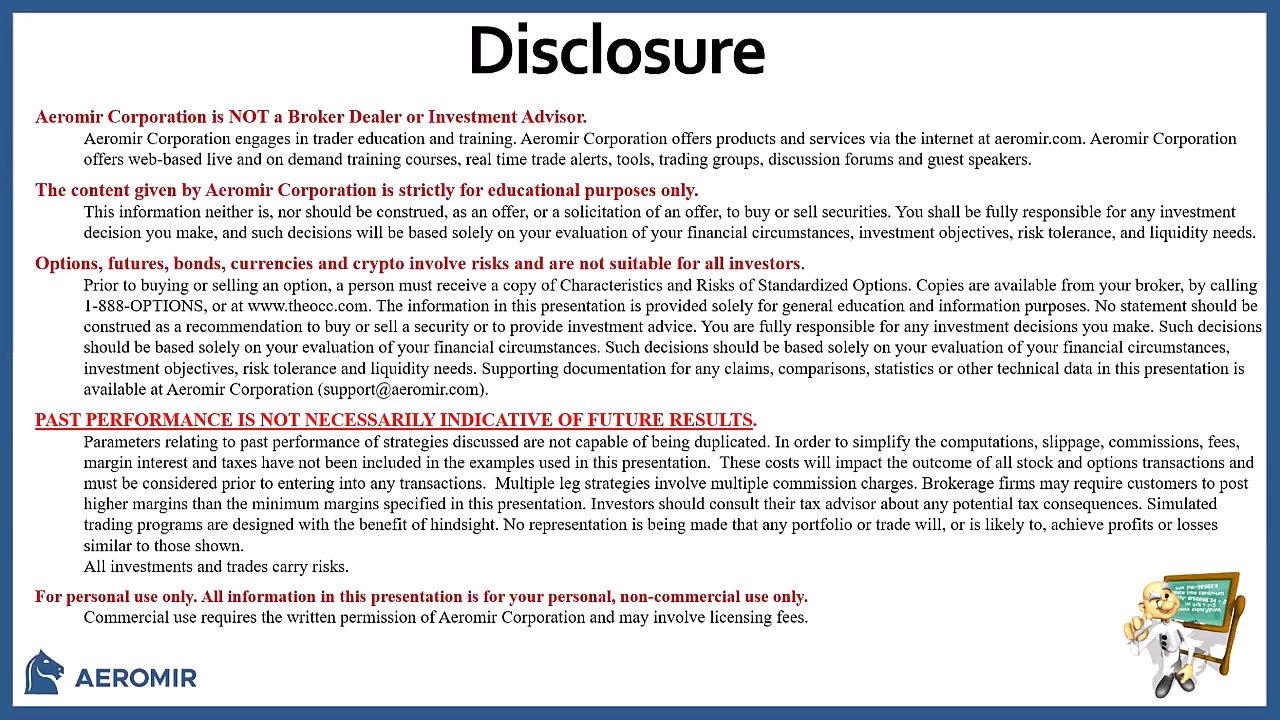 Disclosure
Aeromir Corporation is NOT a Broker Dealer or Investment Advisor.
Aeromir Corporation engages in trader education and training. Aeromir Corporation offers products and services via the internet at aeromir.com. Aeromir Corporation
offers web-based live and on demand training courses, real time trade alerts, tools, trading groups, discussion forums and guest speakers.
The content given by Aeromir Corporation is strictly for educational purposes only.
This information neither is, nor should be construed, as an offer, or a solicitation of an offer, to buy or sell securities. You shall be fully responsible for any investment
decision you make, and such decisions will be based solely on your evaluation of your financial circumstances, investment objectives, risk tolerance, and liquidity needs.
Options, futures, bonds, currencies and crypto involve risks and are not suitable for all investors.
Prior to buying or selling an option, a person must receive a copy of Characteristics and Risks of Standardized Options. Copies are available from your broker, by calling
1-888-OPTIONS, or at www.theocc.com. The information in this presentation is provided solely for general education and information purposes. No statement should be
construed as a recommendation to buy or sell a security or to provide investment advice. You are fully responsible for any investment decisions you make. Such decisions
should be based solely on your evaluation of your financial circumstances. Such decisions should be based solely on your evaluation of your financial circumstances,
investment objectives, risk tolerance and liquidity needs. Supporting documentation for any claims, comparisons, statistics or other technical data in this presentation is
available at Aeromir Corporation (support@aeromir.com).
PAST PERFORMANCE IS NOT NECESSARILY INDICATIVE OF FUTURE RESULTS.
Parameters relating to past performance of strategies discussed are not capable of being duplicated. In order to simplify the computations, slippage, commissions, fees,
margin interest and taxes have not been included in the examples used in this presentation. These costs will impact the outcome of all stock and options transactions and
must be considered prior to entering into any transactions. Multiple leg strategies involve multiple commission charges. Brokerage firms may require customers to post
higher margins than the minimum margins specified in this presentation. Investors should consult their tax advisor about any potential tax consequences. Simulated
trading programs are designed with the benefit of hindsight. No representation is being made that any portfolio or trade will, or is likely to, achieve profits or losses
similar to those shown.
All investments and trades carry risks.
For personal use only. All information in this presentation is for your personal, non-commercial use only.
Commercial use requires the written permission of Aeromir Corporation and may involve licensing fees.
AEROMIR